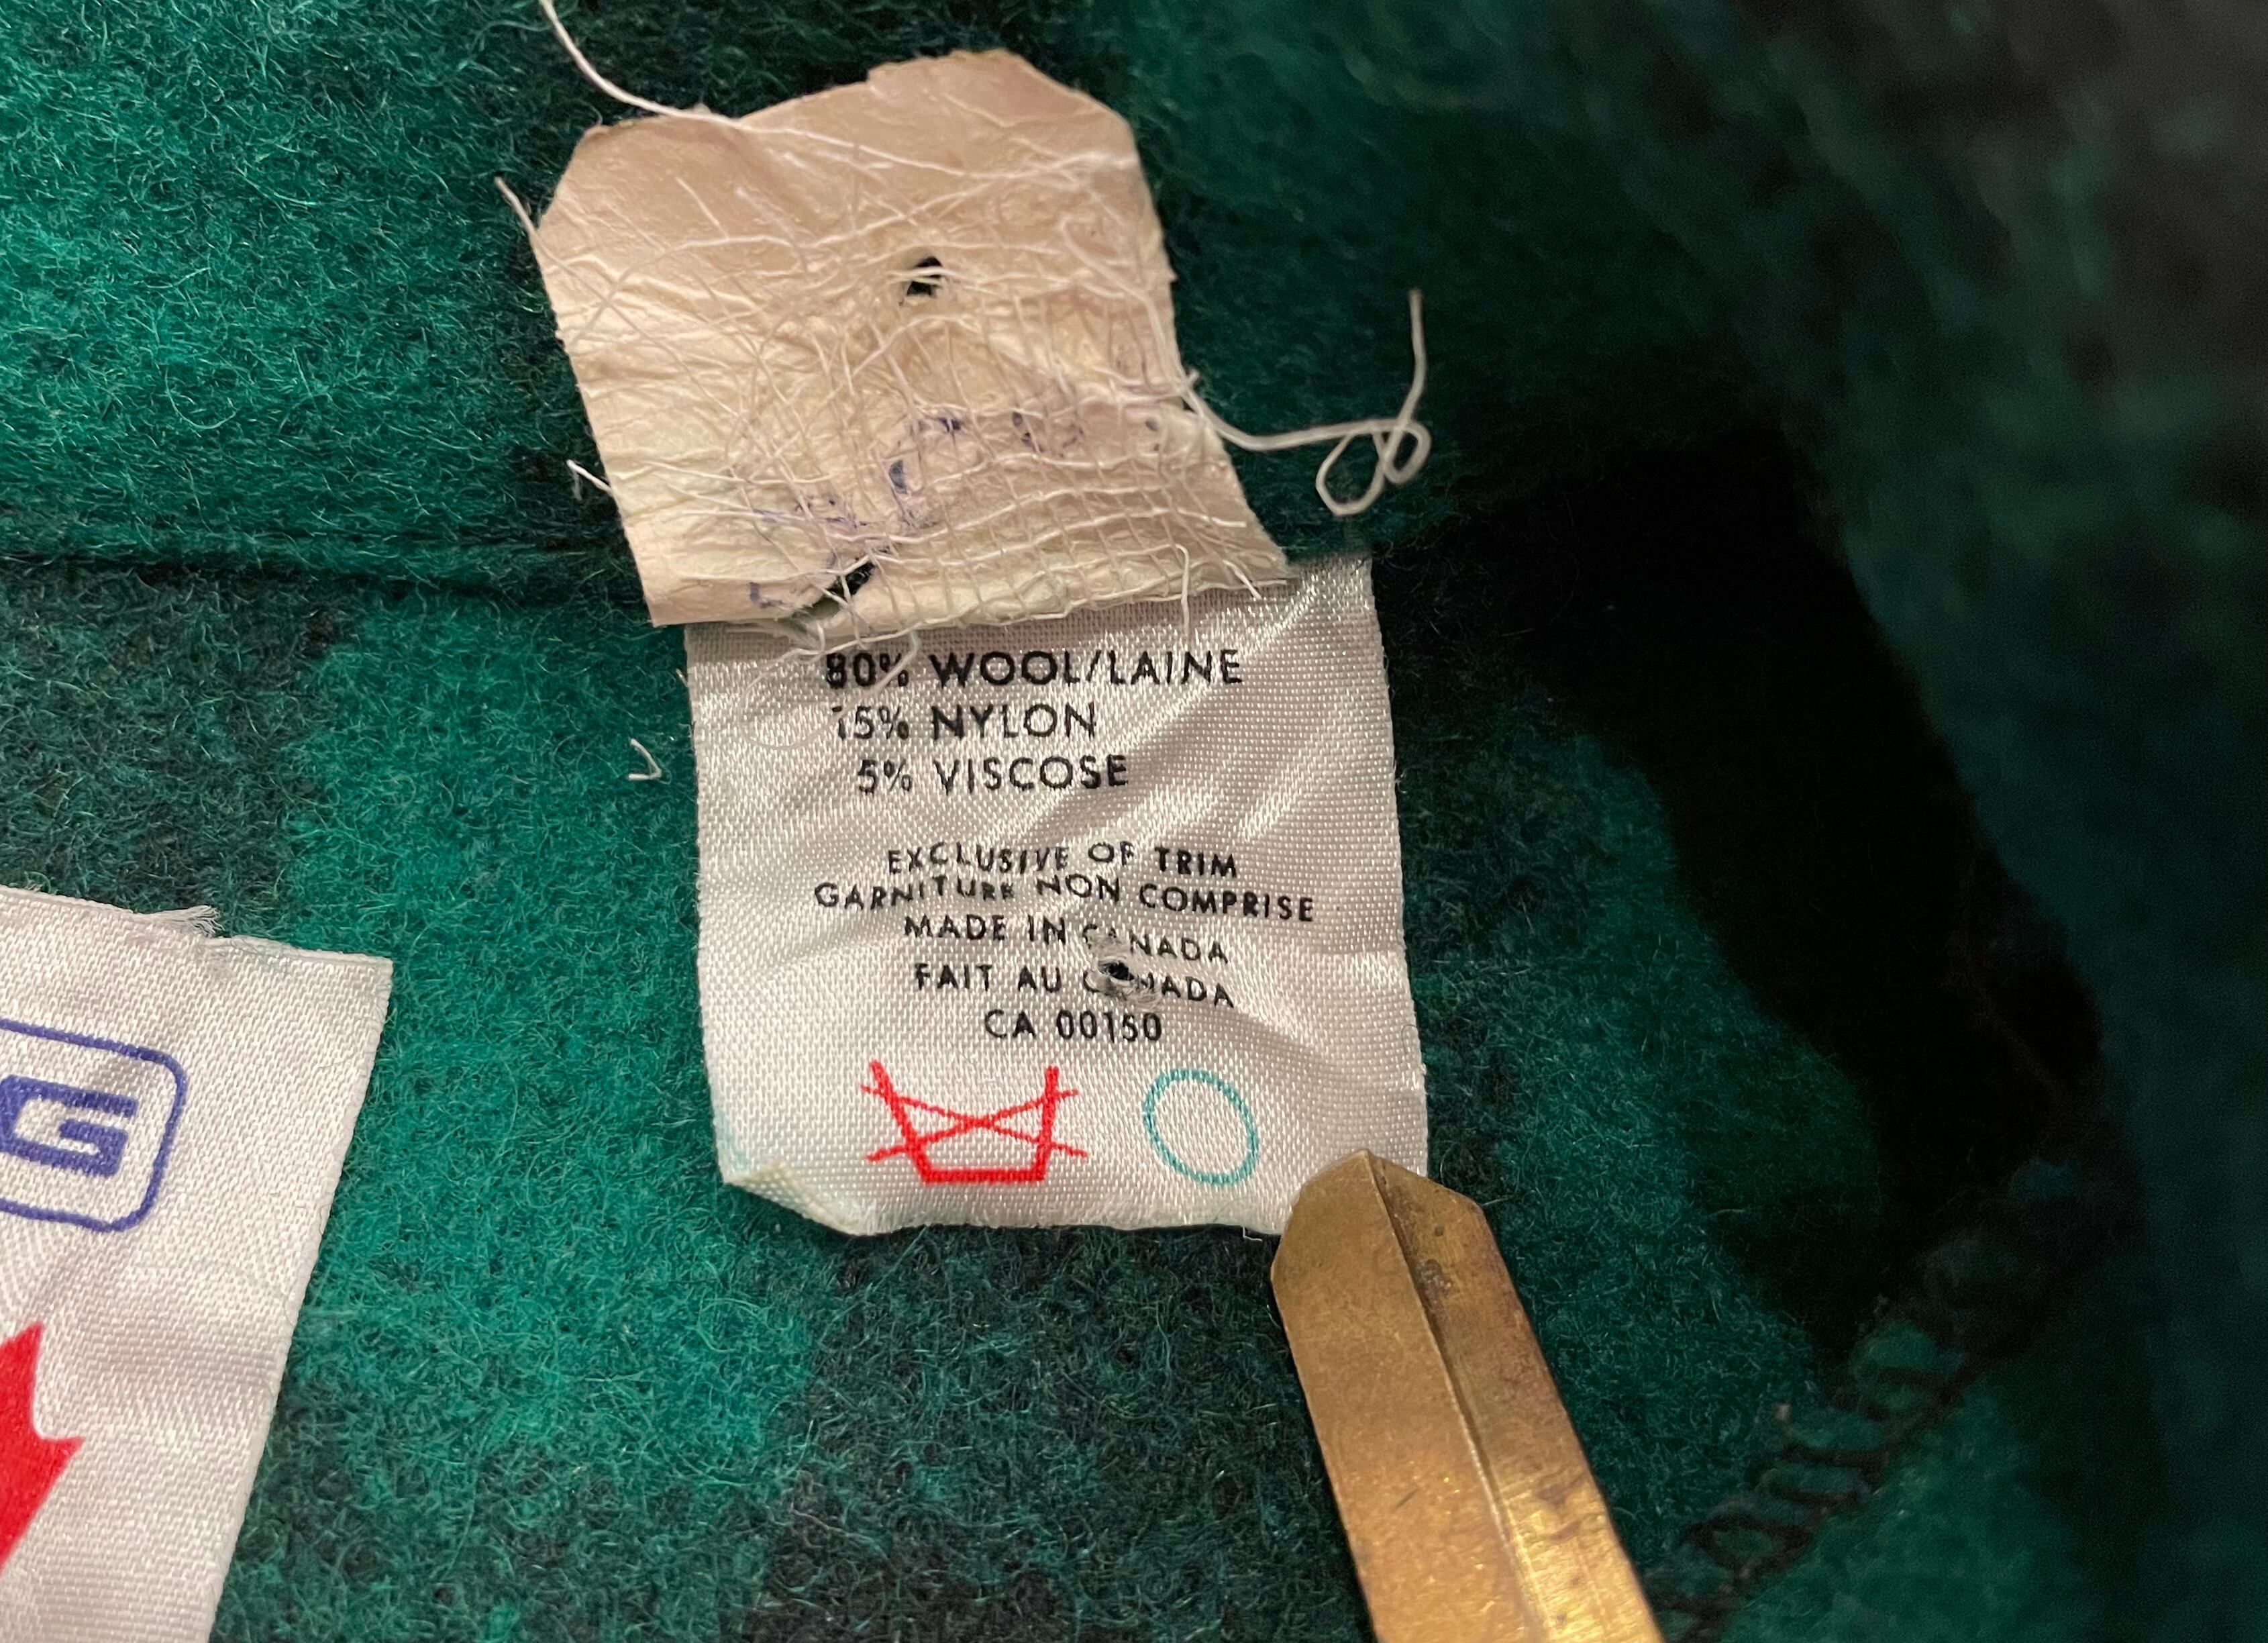 80% WOOL/LAINE
15% NYLON
5% VISCOSE
EXCLUSIVE OF TRIM
GARNITURE NON COMPRISE
MADE IN CANADA
FAIT AU CANADA
CA 00150
G